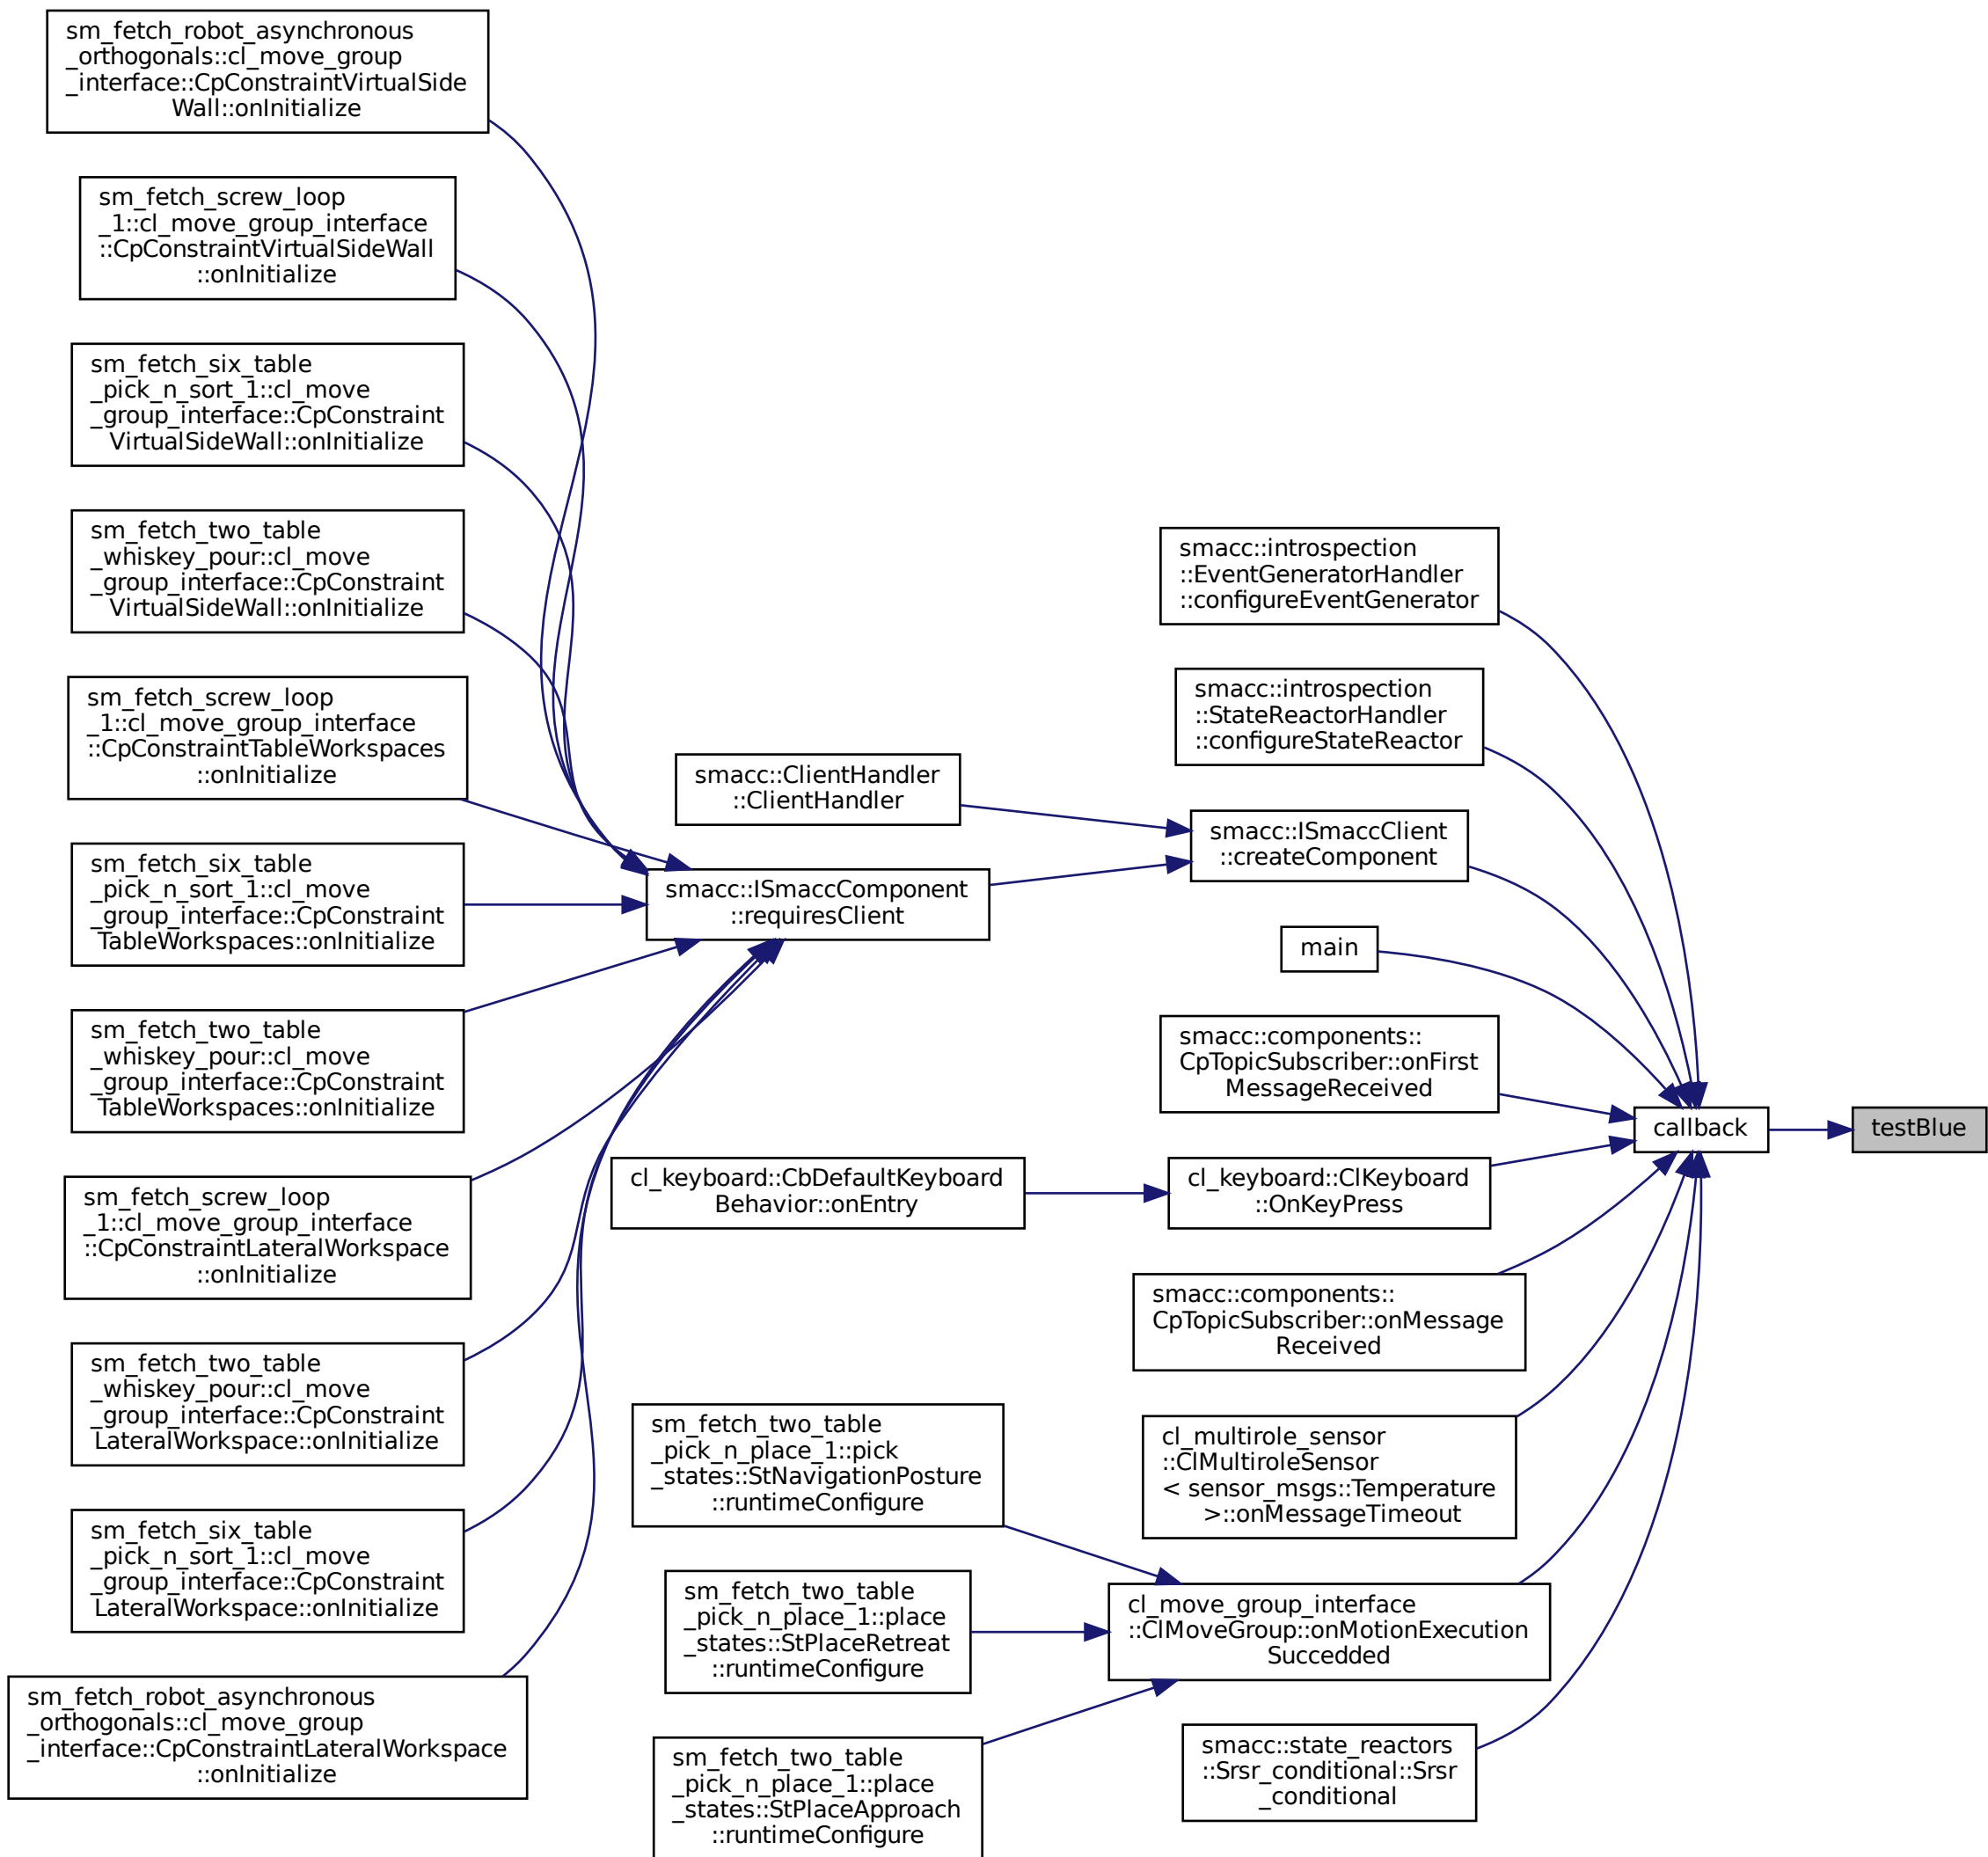 sm_fetch_robot_asynchronous
_orthogonals::cl_move_group
_interface::CpConstraintVirtualSide
Wall::onInitialize
sm_fetch_screw_loop
_1::cl_move_group_interface
::CpConstraintVirtualSideWall
::onInitialize
sm_fetch_six_table
_pick_n_sort_1::cl_move
_group_interface::CpConstraint
VirtualSideWall::onInitialize
sm_fetch_two_table
_whiskey_pour::cl_move
_group_interface::CpConstraint
VirtualSideWall::onInitialize
sm_fetch_screw_loop
_1::cl_move_group_interface
::CpConstraintTableWorkspaces
::onInitialize
sm_fetch_six_table
_pick_n_sort_1::cl_move
_group_interface::CpConstraint
TableWorkspaces::onInitialize
sm_fetch_two_table
_whiskey_pour::cl_move
_group_interface::CpConstraint
TableWorkspaces::onInitialize
sm_fetch_screw_loop
_1::cl_move_group_interface
::CpConstraintLateralWorkspace
::onInitialize
sm_fetch_two_table
_whiskey_pour::cl_move
_group_interface::CpConstraint
LateralWorkspace::onInitialize
sm_fetch_six_table
_pick_n_sort_1::cl_move
_group_interface::CpConstraint
LateralWorkspace::onInitialize
sm_fetch_robot_asynchronous
_orthogonals::cl_move_group
_interface::CpConstraintLateralWorkspace
::onInitialize
smacc::ClientHandler
::ClientHandler
smacc::ISmaccComponent
::requiresClient
cl_keyboard::CbDefaultKeyboard
Behavior::onEntry
sm_fetch_two_table
_pick_n_place_1::pick
_states::StNavigationPosture
::runtimeConfigure
sm_fetch_two_table
_pick_n_place_1::place
_states::StPlaceRetreat
::runtimeConfigure
sm_fetch_two_table
_pick_n_place_1::place
_states::StPlaceApproach
::runtimeConfigure
smacc::introspection
::EventGeneratorHandler
::configureEventGenerator
smacc::introspection
::StateReactorHandler
::configureStateReactor
smacc::ISmaccClient
::createComponent
main
smacc::components::
CpTopicSubscriber::onFirst
MessageReceived
cl_keyboard::ClKeyboard
::OnKeyPress
smacc::components::
CpTopicSubscriber::onMessage
Received
cl_multirole_sensor
::ClMultiroleSensor
< sensor_msgs::Temperature
>::onMessageTimeout
cl_move_group_interface
::ClMoveGroup::onMotionExecution
Succedded
smacc::state_reactors
::Srsr_conditional::Srsr
_conditional
callback
testBlue